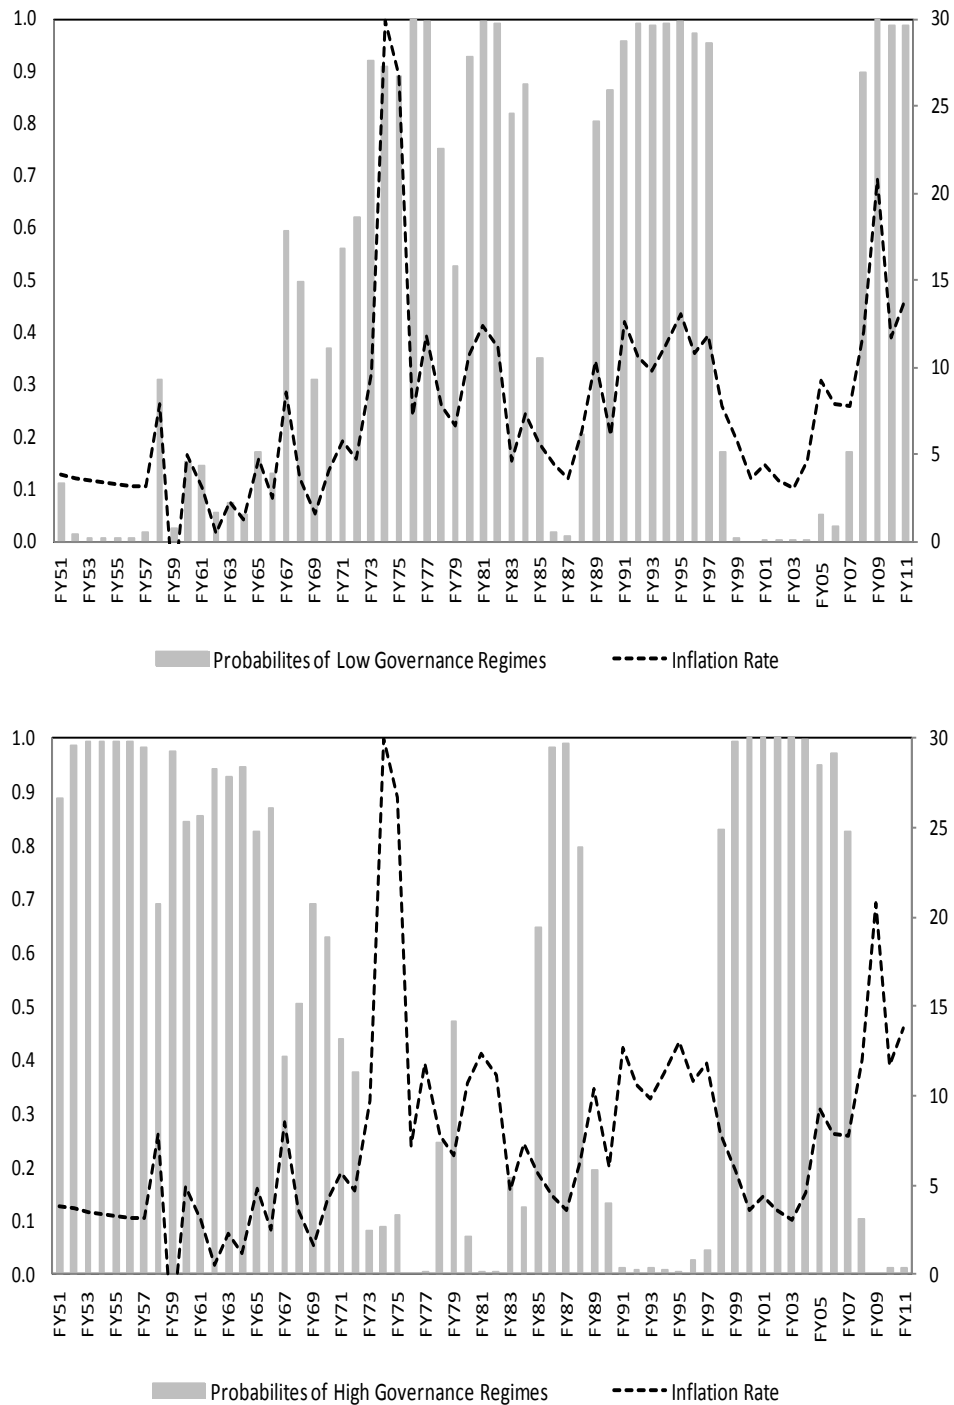 1.0
0.9
0.8
0.7
0.6
0.5
0.4
0.3
0.2
0.1
0.0
30
25
20
15
10
5
0
FY51
FY53
FY55
FY57
FY59
FY61
FY63
FY65
FY67
FY69
FY71
FY73
FY75
FY77
FY79
FY81
FY83
FY85
FY87
FY89
FY91
FY93
FY95
FY97
FY99
FY01
FY03
FY05
FY07
FY09
FY11
Probabilites of Low Governance Regimes
Inflation Rate
1.0
0.9
0.8
0.7
0.6
0.5
0.4
0.3
0.2
0.1
0.0
30
25
20
15
10
5
0
FY51
FY53
FY55
FY57
FY59
FY61
FY63
FY65
FY67
FY69
FY71
FY73
FY75
FY77
FY79
FY81
FY83
FY85
FY87
FY89
FY91
FY93
FY95
FY97
FY99
FY01
FY03
FY05
FY07
FY09
FY11
Probabilites of High Governance Regimes
Inflation Rate